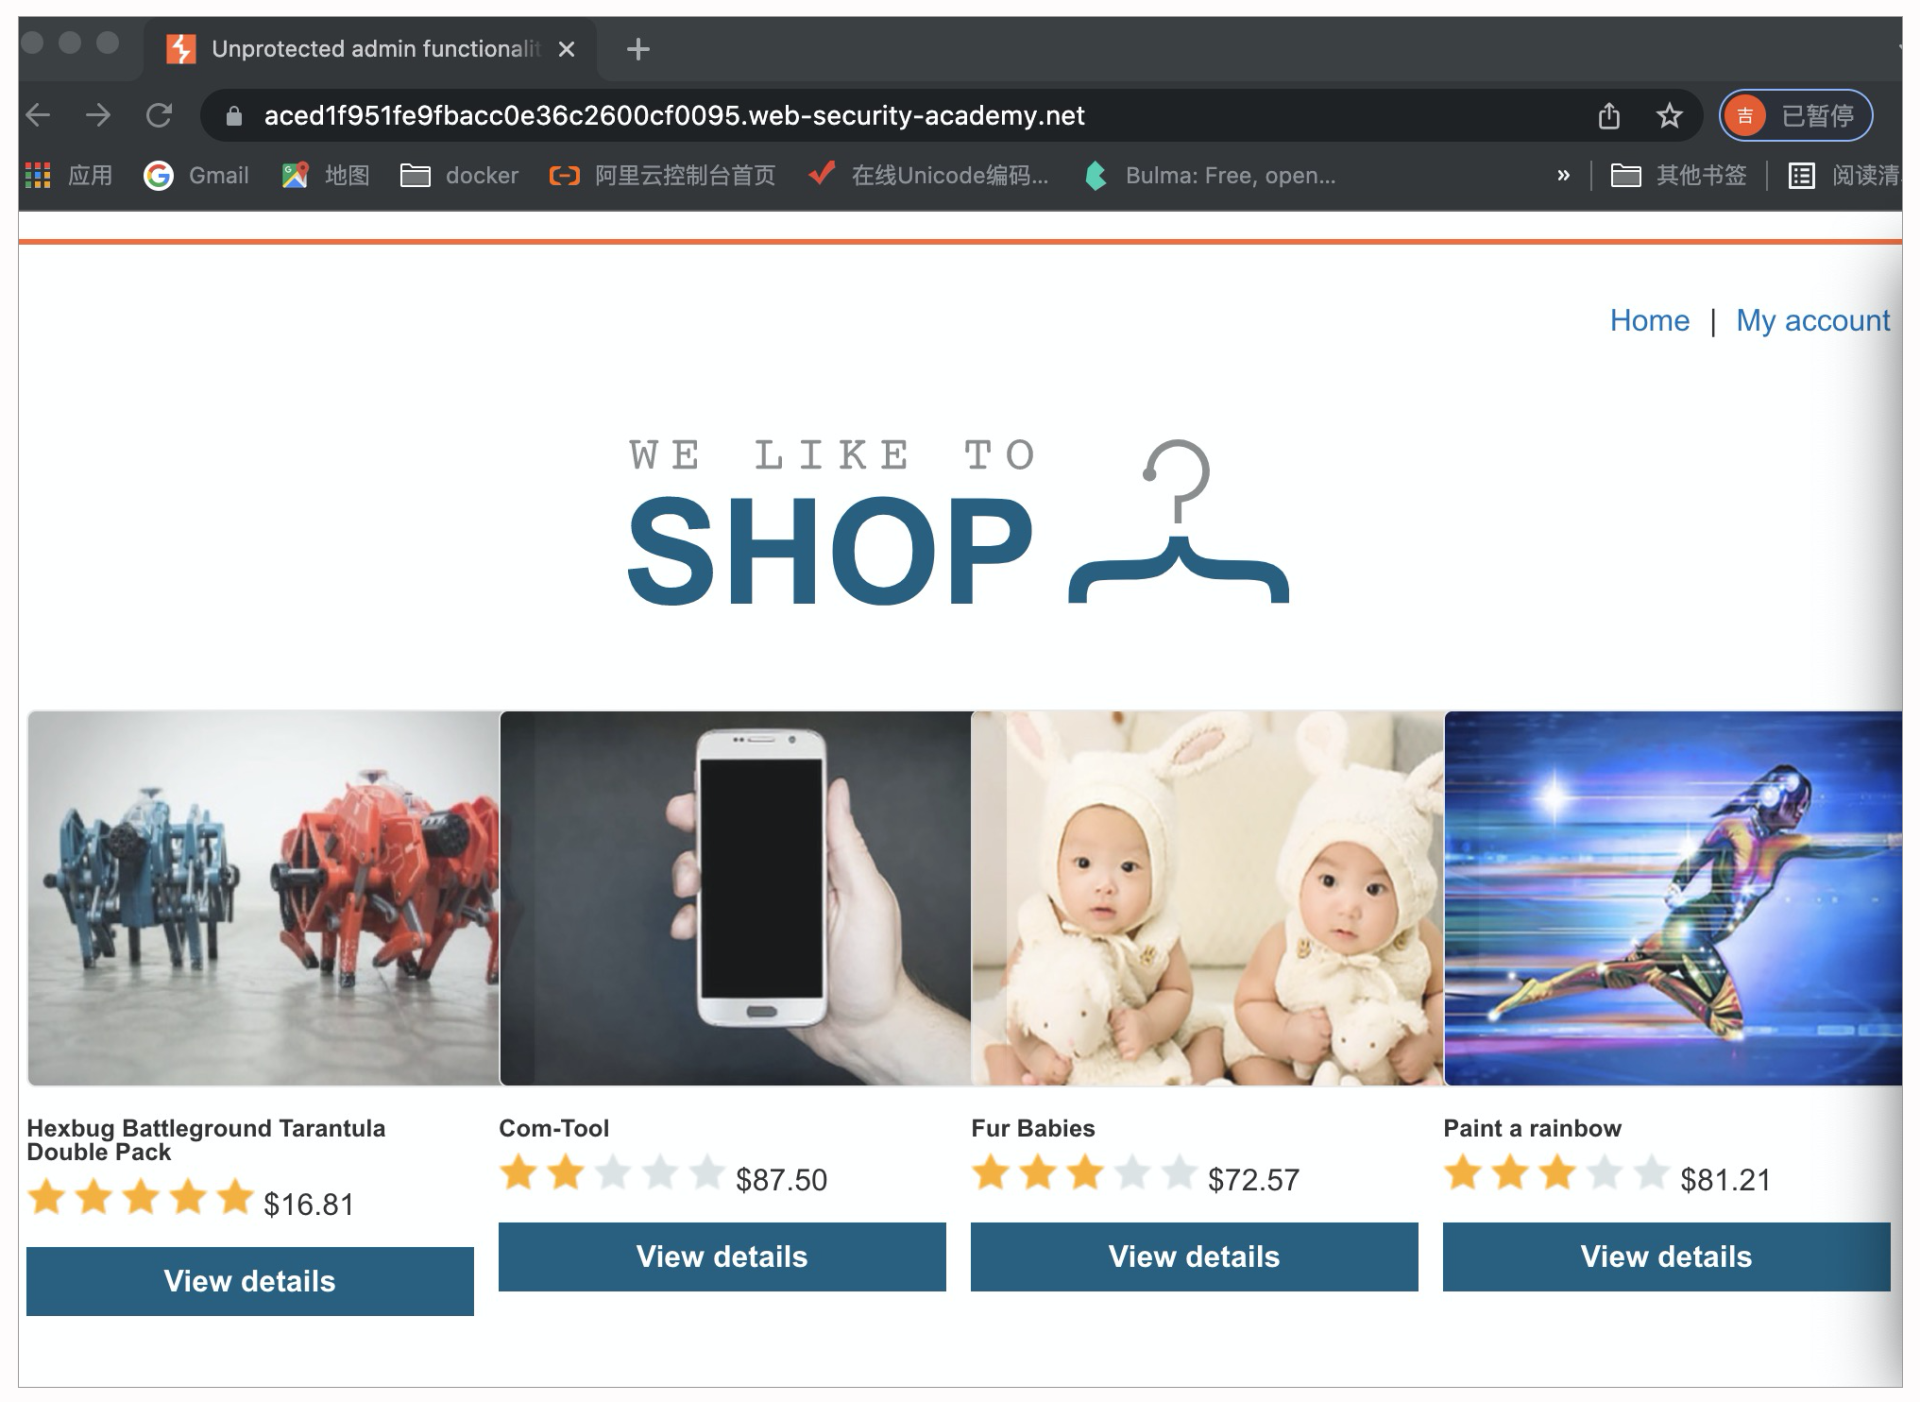 Unprotected admin functionalit
aced1f951fe9fbacc0e36c2600cf0095.web-security-academy.net
吉 已暂停
应用 Gmail 地图 docker 阿里云控制台首页 在线Unicode编码... Bulma: Free, open... » 其他书签 阅读清
Home | My account
WE LIKE TO
SHOP
Hexbug Battleground Tarantula
Double Pack
$16.81
View details
Com-Tool
$87.50
View details
Fur Babies
$72.57
View details
Paint a rainbow
$81.21
View details